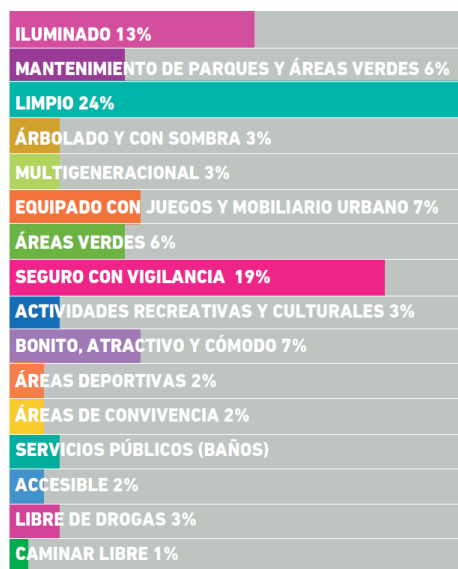 ILUMINADO 13%
MANTENIMIENTO DE PARQUES Y ÁREAS VERDES 6%
LIMPIO 24%
ÁRBOLADO Y CON SOMBRA 3%
MULTIGENERACIONAL 3%
EQUIPADO CON JUEGOS Y MOBILIARIO URBANO 7%
ÁREAS VERDES 6%
SEGURO CON VIGILANCIA 19%
ACTIVIDADES RECREATIVAS Y CULTURALES 3%
BONITO, ATRACTIVO Y CÓMODO 7%
ÁREAS DEPORTIVAS 2%
ÁREAS DE CONVIVENCIA 2%
SERVICIOS PÚBLICOS (BAÑOS)
ACCESIBLE 2%
LIBRE DE DROGAS 3%
CAMINAR LIBRE 1%